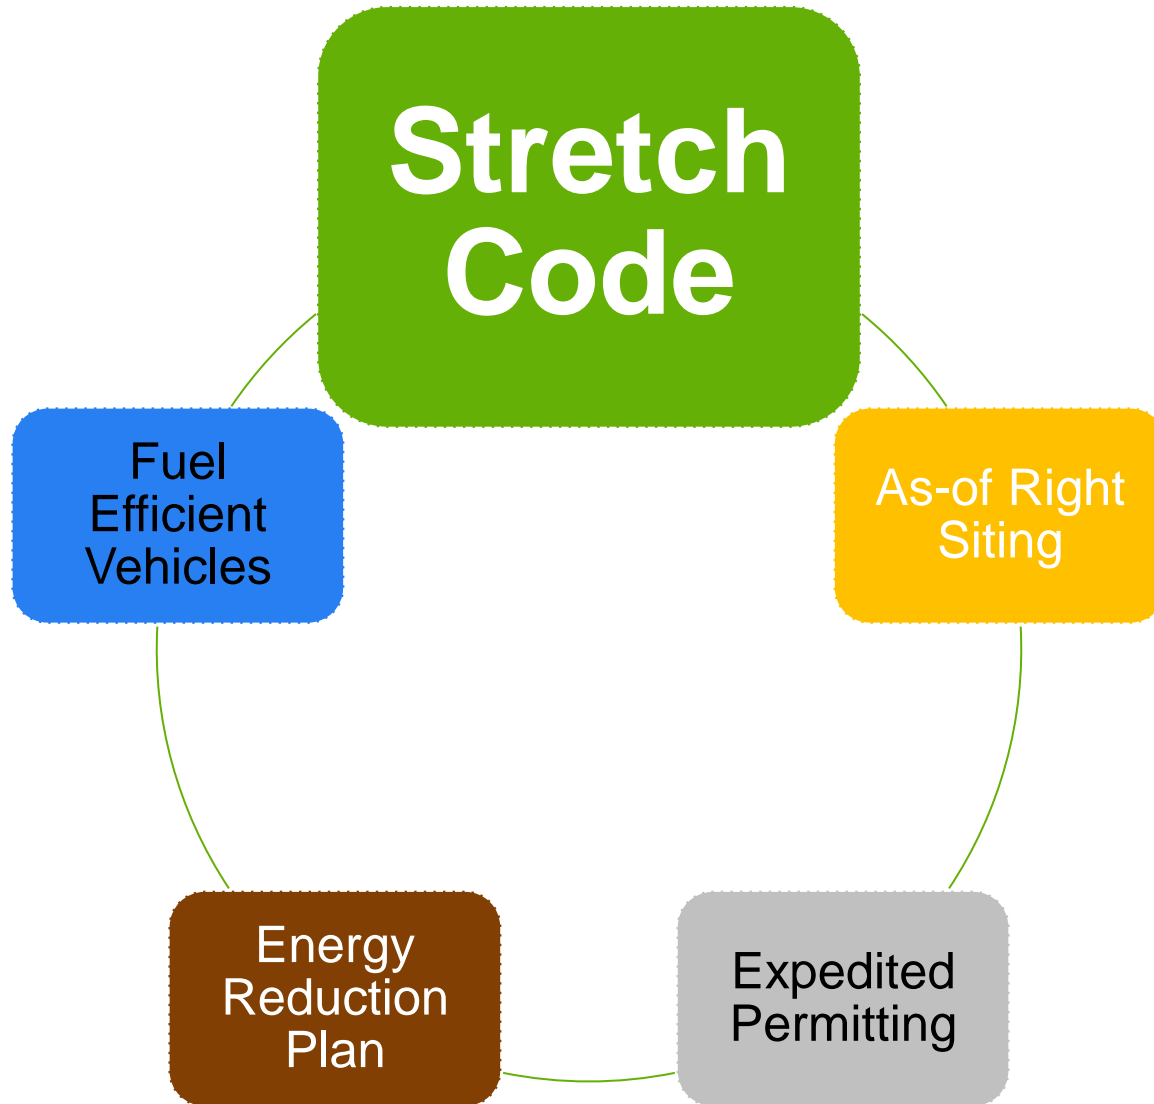 Stretch
Code
Fuel
Efficient
Vehicles
As-of Right
Siting
Energy
Reduction
Plan
Expedited
Permitting